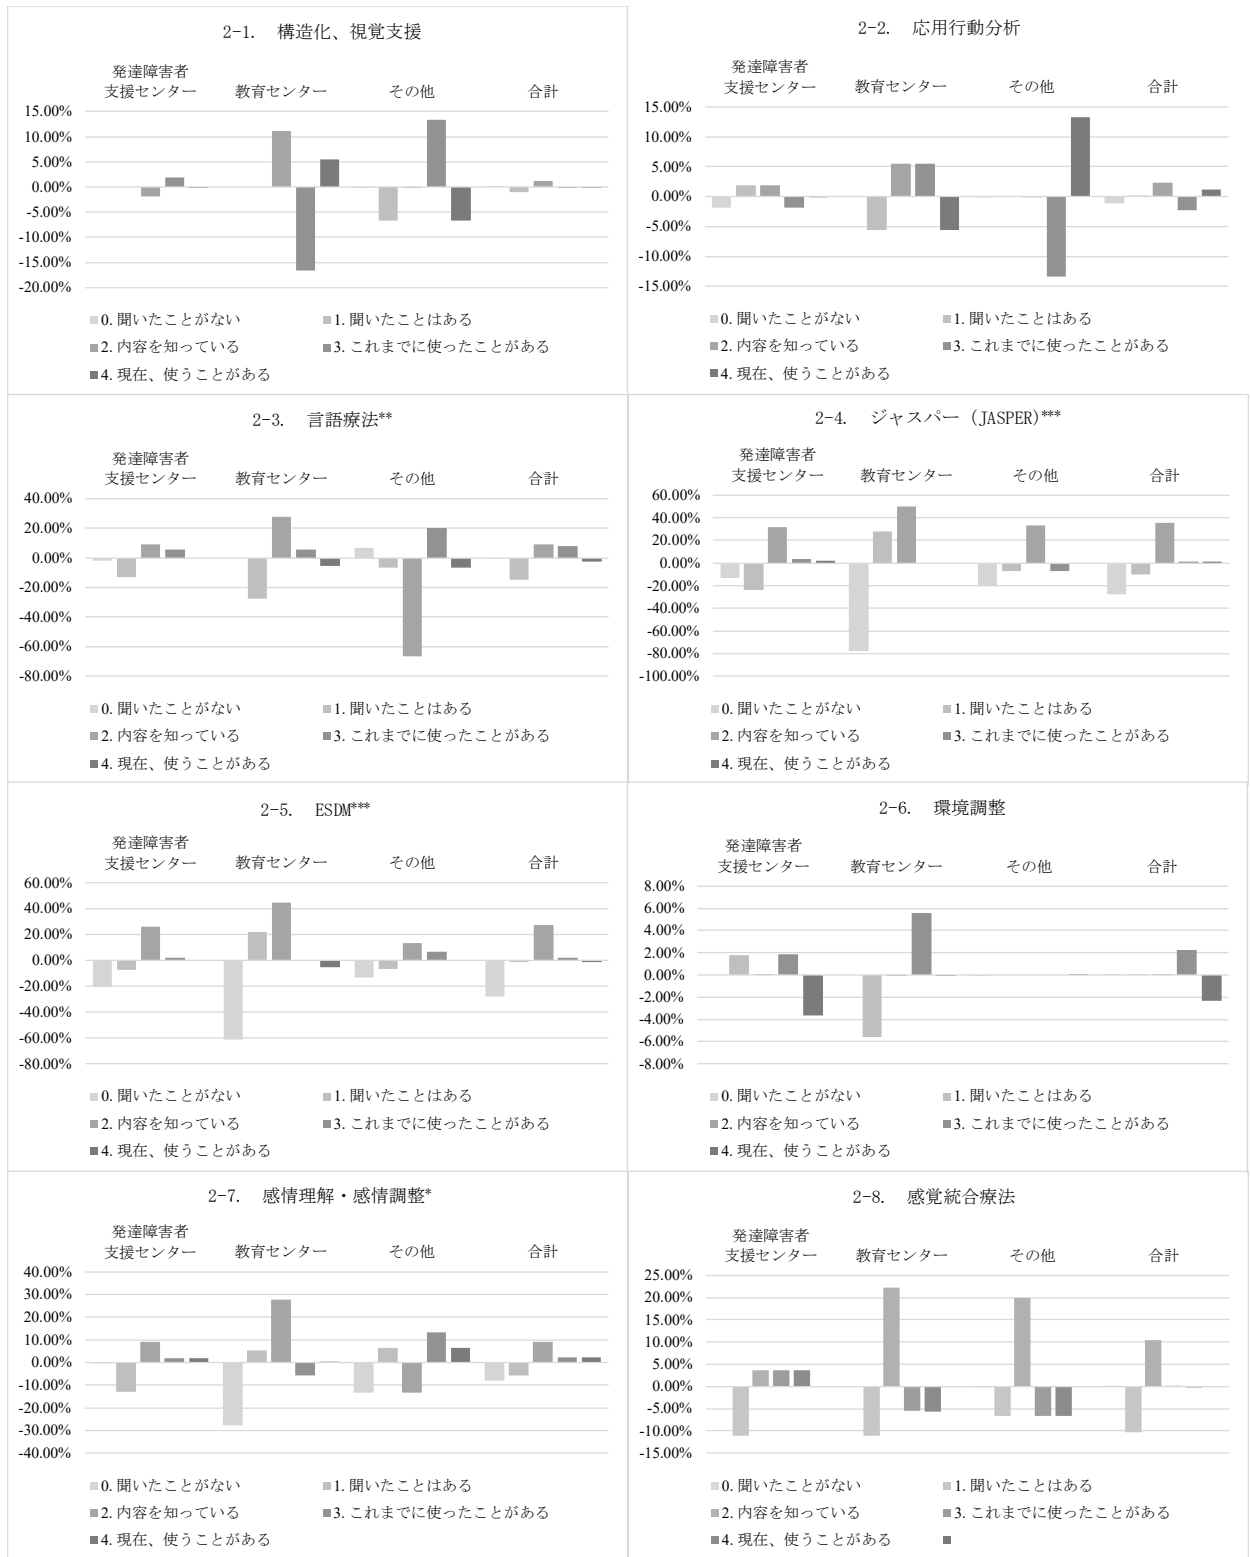 2-1. 構造化、視覚支援
発達障害者
支援センター 教育センター その他 合計
15.00%
10.00%
5.00%
0.00%
-5.00%
-10.00%
-15.00%
-20.00%
0. 聞いたことがない 1. 聞いたことはある
2. 内容を知っている 3. これまでに使ったことがある
4. 現在、使うことがある
2-2. 応用行動分析
発達障害者
支援センター 教育センター その他 合計
15.00%
10.00%
5.00%
0.00%
-5.00%
-10.00%
-15.00%
0. 聞いたことがない 1. 聞いたことはある
2. 内容を知っている 3. これまでに使ったことがある
4. 現在、使うことがある
2-3. 言語療法**
発達障害者
支援センター 教育センター その他 合計
40.00%
20.00%
0.00%
-20.00%
-40.00%
-60.00%
-80.00%
0. 聞いたことがない 1. 聞いたことはある
2. 内容を知っている 3. これまでに使ったことがある
4. 現在、使うことがある
2-4. ジャスパー（JASPER)***
発達障害者
支援センター 教育センター その他 合計
60.00%
40.00%
20.00%
0.00%
-20.00%
-40.00%
-60.00%
-80.00%
-100.00%
0. 聞いたことがない 1. 聞いたことはある
2. 内容を知っている 3. これまでに使ったことがある
4. 現在、使うことがある
2-5. ESDM***
発達障害者
支援センター 教育センター その他 合計
60.00%
40.00%
20.00%
0.00%
-20.00%
-40.00%
-60.00%
-80.00%
0. 聞いたことがない 1. 聞いたことはある
2. 内容を知っている 3. これまでに使ったことがある
4. 現在、使うことがある
2-6. 環境調整
発達障害者
支援センター 教育センター その他 合計
8.00%
6.00%
4.00%
2.00%
0.00%
-2.00%
-4.00%
-6.00%
-8.00%
0. 聞いたことがない 1. 聞いたことはある
2. 内容を知っている 3. これまでに使ったことがある
4. 現在、使うことがある
2-7. 感情理解・感情調整*
発達障害者
支援センター 教育センター その他 合計
40.00%
30.00%
20.00%
10.00%
0.00%
-10.00%
-20.00%
-30.00%
-40.00%
0. 聞いたことがない 1. 聞いたことはある
2. 内容を知っている 3. これまでに使ったことがある
4. 現在、使うことがある
2-8. 感覚統合療法
発達障害者
支援センター 教育センター その他 合計
25.00%
20.00%
15.00%
10.00%
5.00%
0.00%
-5.00%
-10.00%
-15.00%
0. 聞いたことがない 1. 聞いたことはある
2. 内容を知っている 3. これまでに使ったことがある
4. 現在、使うことがある